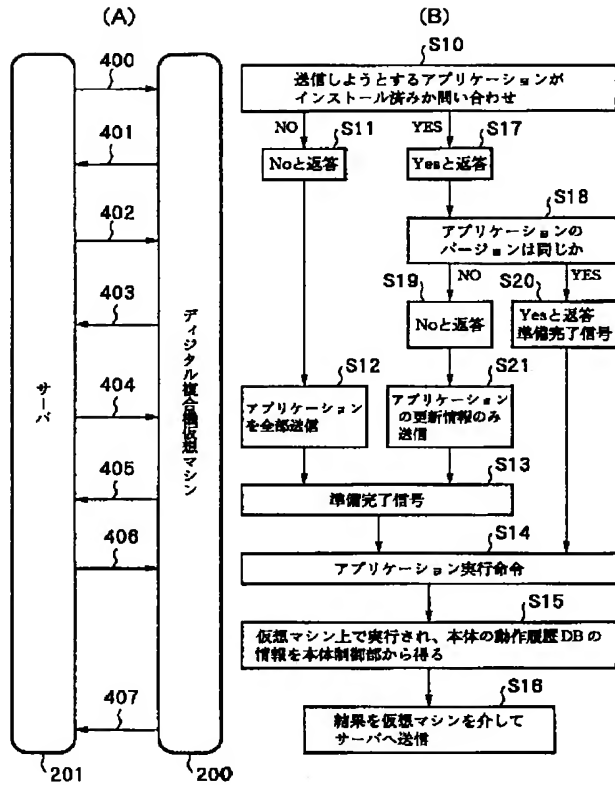 (A)
400
401
402
403
404
405
406
407
サーバ
ディジタル複合機仮想マシン
201
200
(B)
S10
送信しようとするアプリケーションが
インストール済みか問い合わせ
NO
S11
YES
S17
Noと返答
Yesと返答
S18
アプリケーションの
バージョンは同じか
S19
NO
S20
YES
Noと返答
Yesと返答
準備完了信号
S12
S21
アプリケーション
を全部送信
アプリケーション
の更新情報のみ
送信
S13
準備完了信号
S14
アプリケーション実行命令
S15
仮想マシン上で実行され、本体の動作履歴DBの
情報を本体制御部から得る
S16
結果を仮想マシンを介して
サーバへ送信